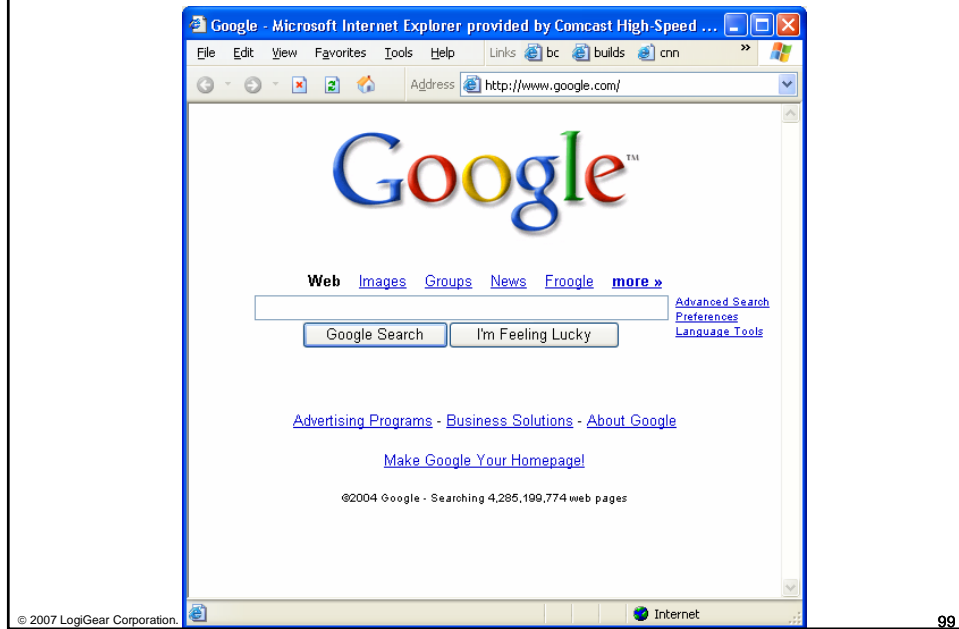 Google - Microsoft Internet Explorer provided by Comcast High-Speed ...
File Edit View Favorites Tools Help Links bc builds cnn »
Address http://www.google.com/
Google™
Web Images Groups News Froogle more »
Advanced Search
Preferences
Language Tools
Google Search I'm Feeling Lucky
Advertising Programs - Business Solutions - About Google
Make Google Your Homepage!
©2004 Google - Searching 4,285,199,774 web pages
Internet
© 2007 LogiGear Corporation. 99